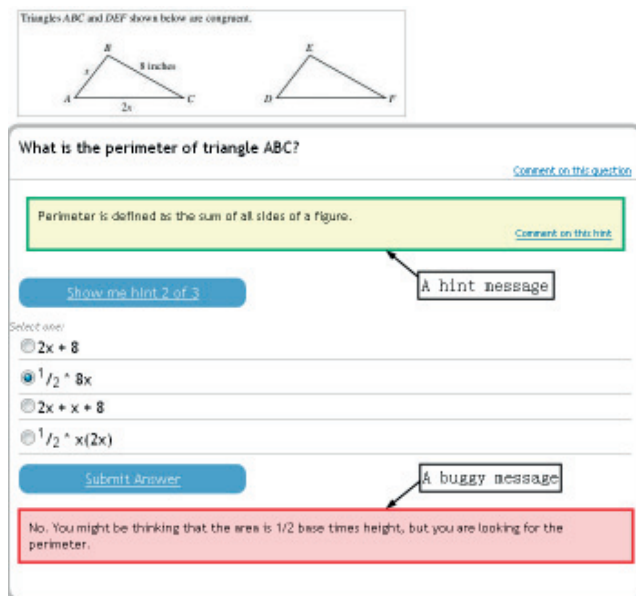 Triangles ABC and DEF shown below are congruent.
B
E
x
8 inches
A
C
D
F
2x
What is the perimeter of triangle ABC?
Comment on this question
Perimeter is defined as the sum of all sides of a figure.
Comment on this hint
A hint message
Show me hint 2 of 3
Select one:
2x + 8
1/2 * 8x
2x + x + 8
1/2 * x(2x)
Submit Answer
A buggy message
No. You might be thinking that the area is 1/2 base times height, but you are looking for the
perimeter.